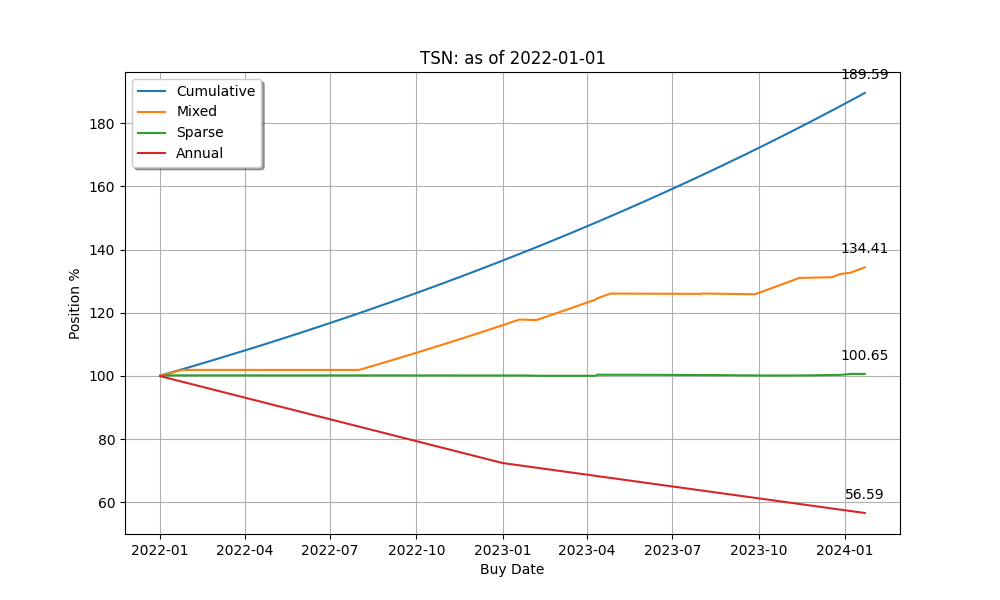 TSN: as of 2022-01-01
189.59
Cumulative
Mixed
Sparse
Annual
180
160
140
120
100
80
60
134.41
100.65
56.59
Position %
2022-01 2022-04 2022-07 2022-10 2023-01 2023-04 2023-07 2023-10 2024-01
Buy Date